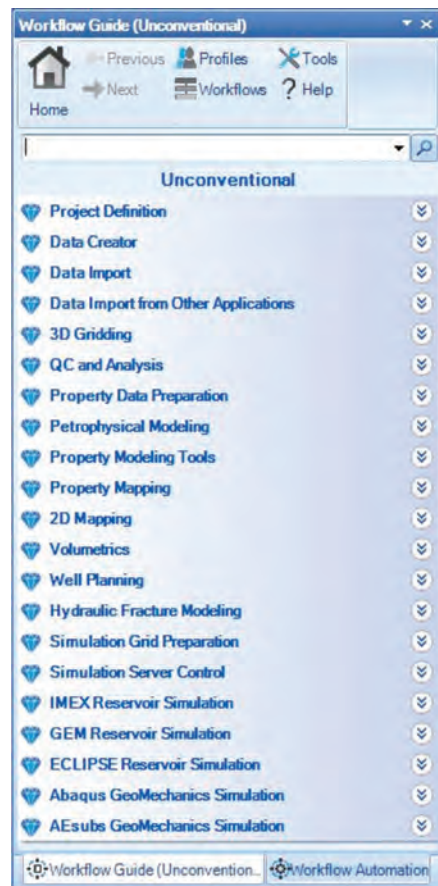 Workflow Guide (Unconventional)
Previous Profiles Tools
Next Workflows ? Help
Home
Unconventional
Project Definition
Data Creator
Data Import
Data Import from Other Applications
3D Gridding
QC and Analysis
Property Data Preparation
Petrophysical Modeling
Property Modeling Tools
Property Mapping
2D Mapping
Volumetrics
Well Planning
Hydraulic Fracture Modeling
Simulation Grid Preparation
Simulation Server Control
IMEX Reservoir Simulation
GEM Reservoir Simulation
ECLIPSE Reservoir Simulation
Abaqus GeoMechanics Simulation
AEsubs GeoMechanics Simulation
Workflow Guide (Unconvention... Workflow Automation